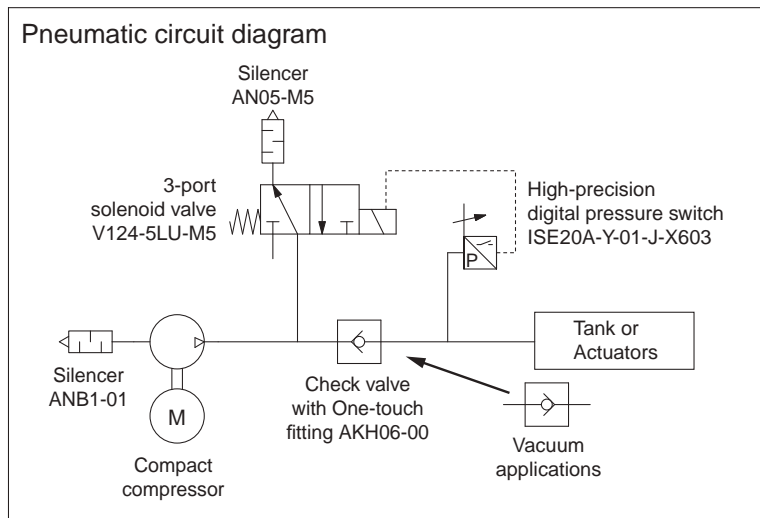 Pneumatic circuit diagram
Silencer
AN05-M5
3-port
solenoid valve
V124-5LU-M5
High-precision
digital pressure switch
ISE20A-Y-01-J-X603
P
Silencer
ANB1-01
M
Compact
compressor
Check valve
with One-touch
fitting AKH06-00
Tank or
Actuators
Vacuum
applications